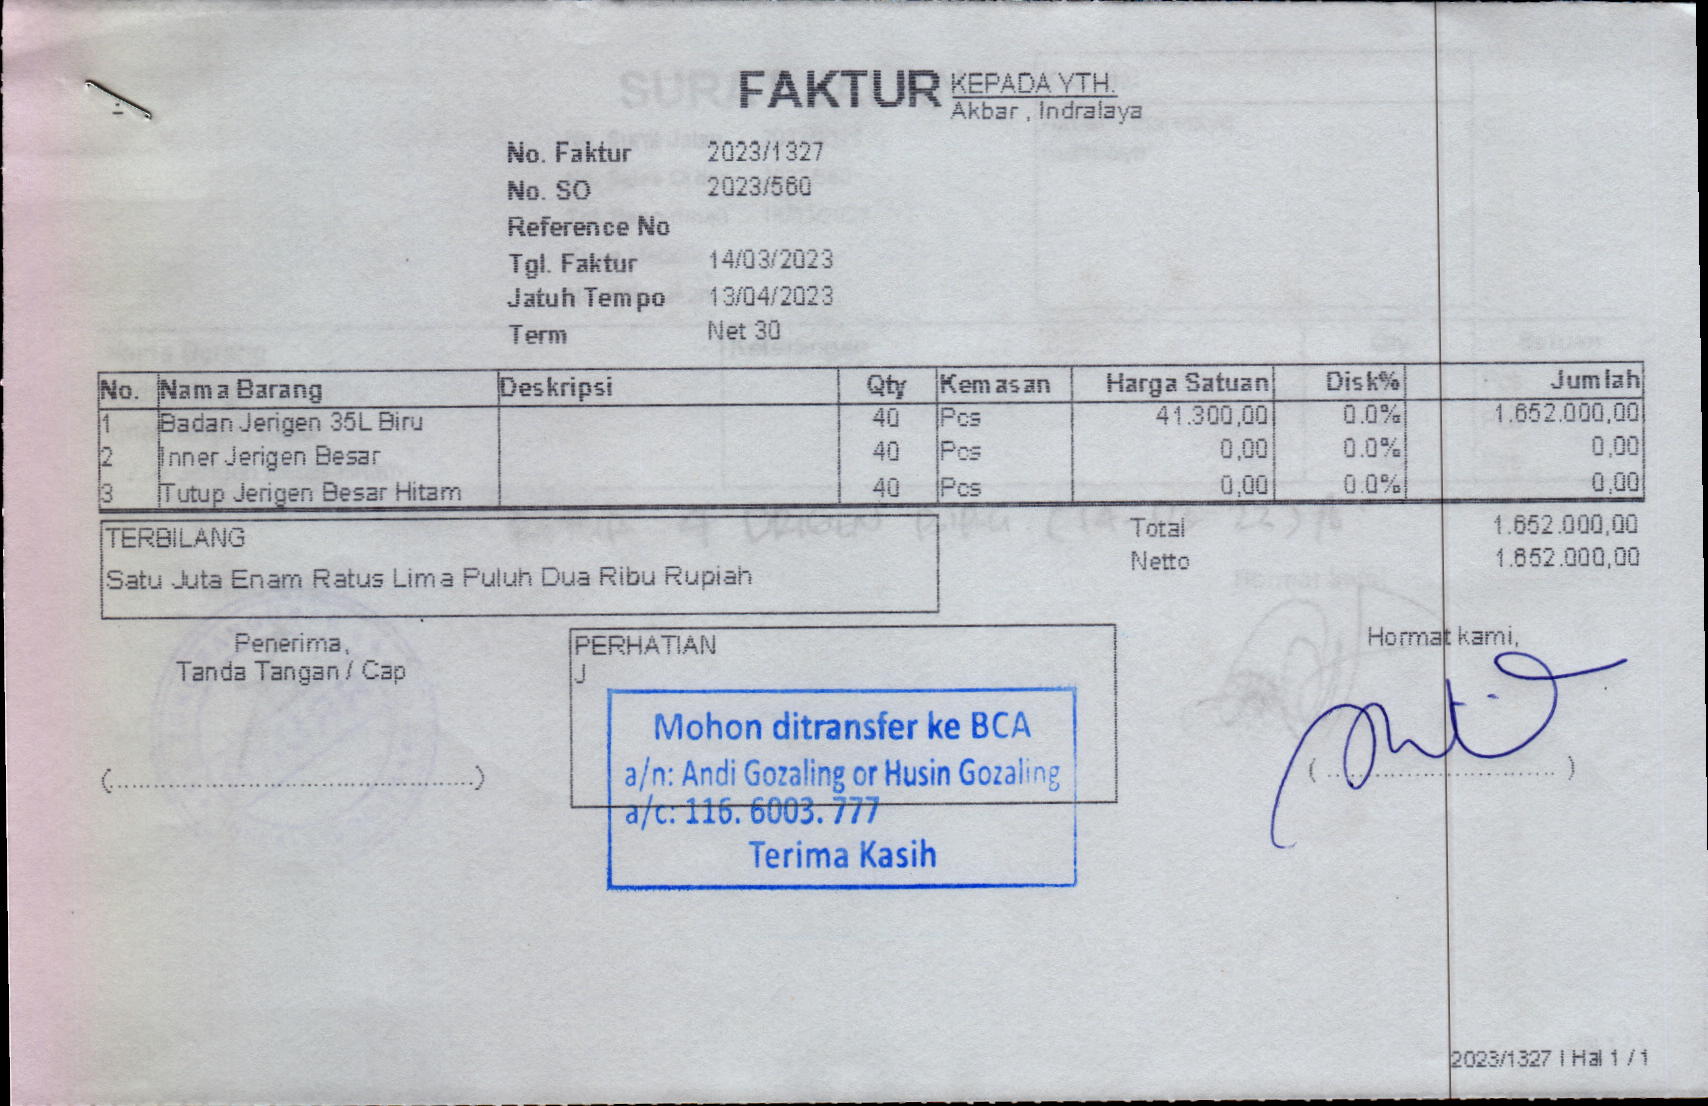 FAKTUR
KEPADA YTH.
Akbar , Indralaya
No. Faktur 2023/1327
No. SO 2023/560
Reference No
Tgl. Faktur 14/03/2023
Jatuh Tempo 13/04/2023
Term Net 30
No. Nama Barang Deskripsi Qty Kemasan Harga Satuan Disk% Jumlah
1 Badan Jerigen 35L Biru 40 Pcs 41.300,00 0.0% 1.652.000,00
2 Inner Jerigen Besar 40 Pcs 0,00 0.0% 0,00
3 Tutup Jerigen Besar Hitam 40 Pcs 0,00 0.0% 0,00
TERBILANG
Satu Juta Enam Ratus Lima Puluh Dua Ribu Rupiah
Total 1.652.000,00
Netto 1.652.000,00
Penerima,
Tanda Tangan / Cap
(..........................................................)
PERHATIAN
J
Mohon ditransfer ke BCA
a/n: Andi Gozaling or Husin Gozaling
a/c: 116. 6003. 777
Terima Kasih
Hormat kami,
( ..................................... )
2023/1327 | Hal 1 / 1